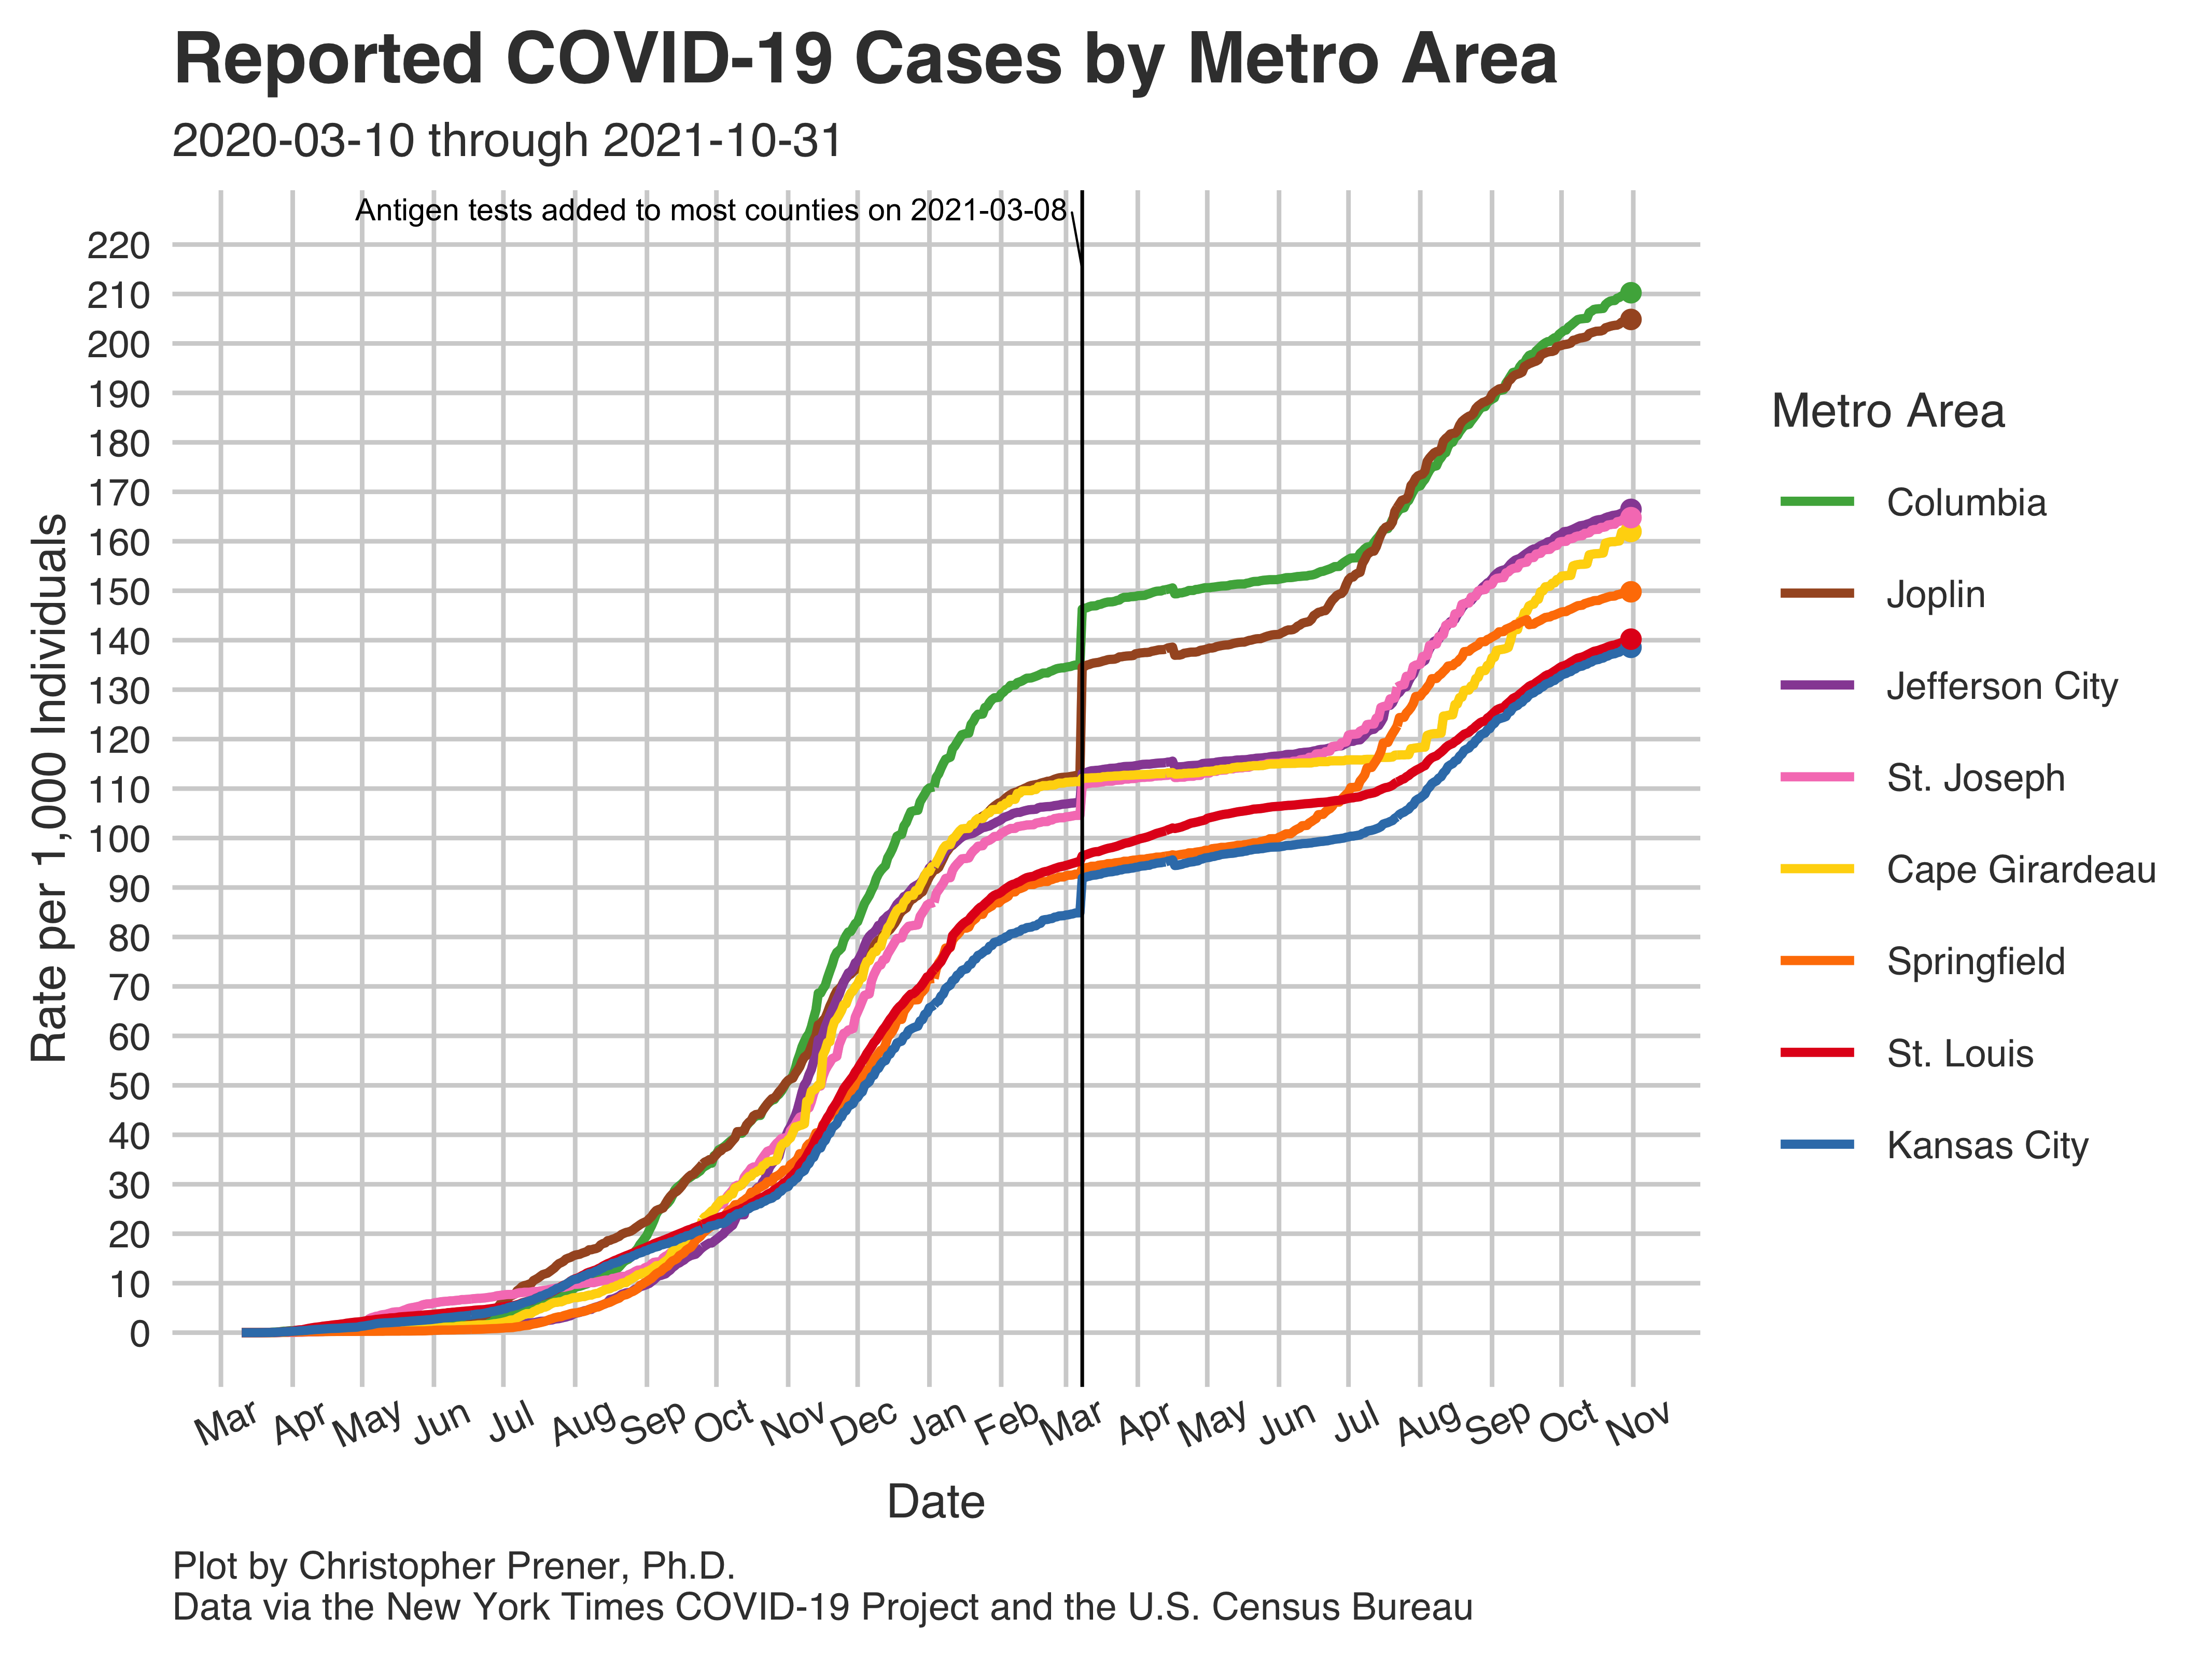 Reported COVID-19 Cases by Metro Area
2020-03-10 through 2021-10-31
Antigen tests added to most counties on 2021-03-08
220
210
200
190
180
170
160
150
140
130
120
110
100
90
80
70
60
50
40
30
20
10
0
Rate per 1,000 Individuals
Mar Apr May Jun Jul Aug Sep Oct Nov Dec Jan Feb Mar Apr May Jun Jul Aug Sep Oct Nov
Date
Metro Area
Columbia
Joplin
Jefferson City
St. Joseph
Cape Girardeau
Springfield
St. Louis
Kansas City
Plot by Christopher Prener, Ph.D.
Data via the New York Times COVID-19 Project and the U.S. Census Bureau